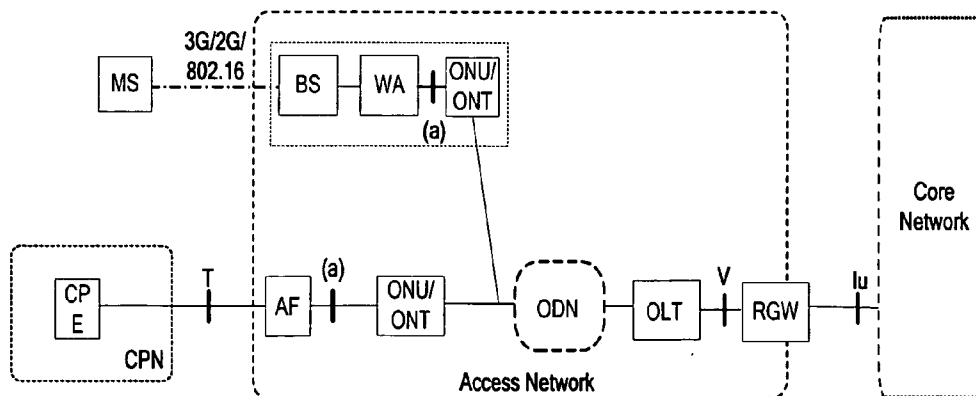 3G/2G/
802.16
MS
BS
WA
ONU/
ONT
(a)
Core
Network
T
(a)
V
Iu
CP
E
AF
ONU/
ONT
ODN
OLT
RGW
CPN
Access Network